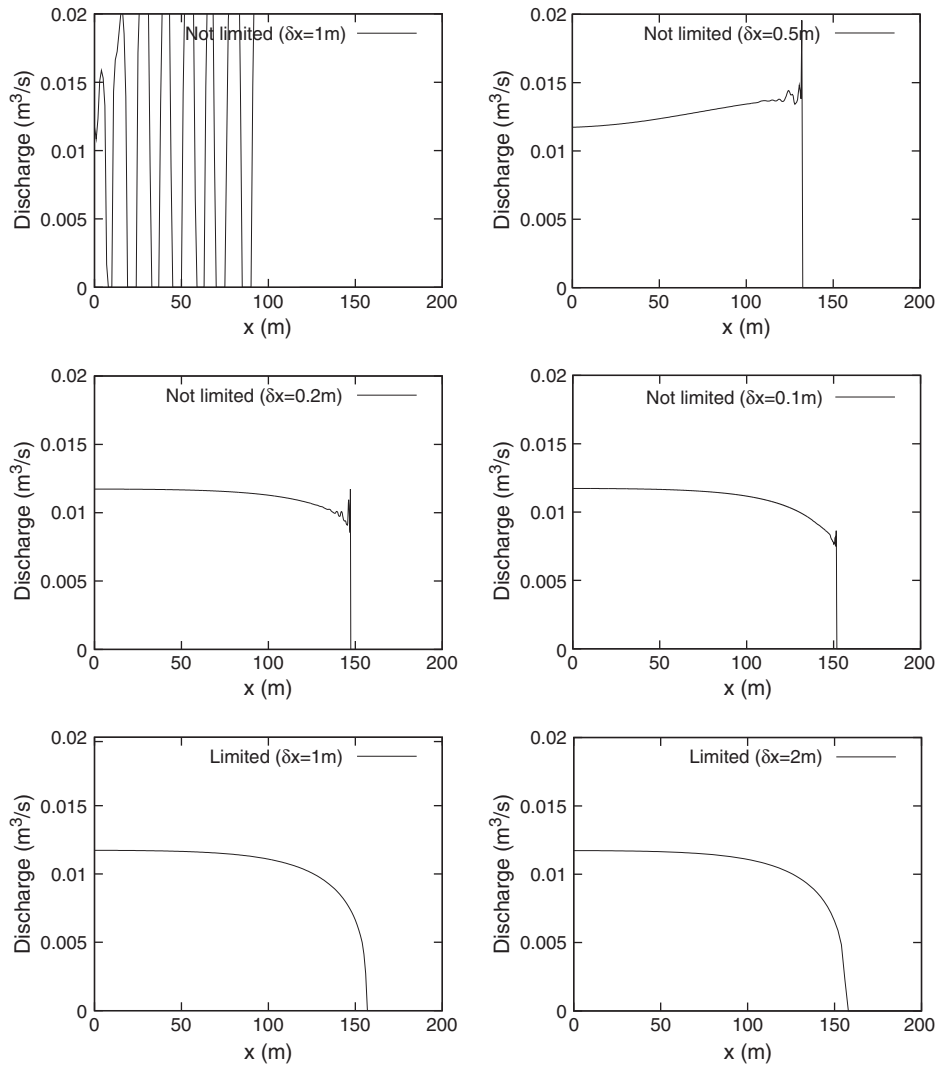 Not limited (δx=1m)
Discharge (m³/s)
0.02
0.015
0.01
0.005
0
0 50 100 150 200
x (m)
Not limited (δx=0.5m)
Discharge (m³/s)
0.02
0.015
0.01
0.005
0
0 50 100 150 200
x (m)
Not limited (δx=0.2m)
Discharge (m³/s)
0.02
0.015
0.01
0.005
0
0 50 100 150 200
x (m)
Not limited (δx=0.1m)
Discharge (m³/s)
0.02
0.015
0.01
0.005
0
0 50 100 150 200
x (m)
Limited (δx=1m)
Discharge (m³/s)
0.02
0.015
0.01
0.005
0
0 50 100 150 200
x (m)
Limited (δx=2m)
Discharge (m³/s)
0.02
0.015
0.01
0.005
0
0 50 100 150 200
x (m)